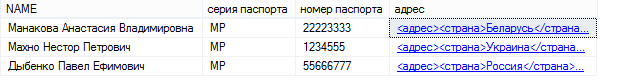 NAME серия паспорта номер паспорта адрес
Манакова Анастасия Владимировна МР 22223333 <адрес><страна>Беларусь</страна...
Махно Нестор Петрович МР 1234555 <адрес><страна>Украина</страна...
Дыбенко Павел Ефимович МР 55666777 <адрес><страна>Россия</страна>...